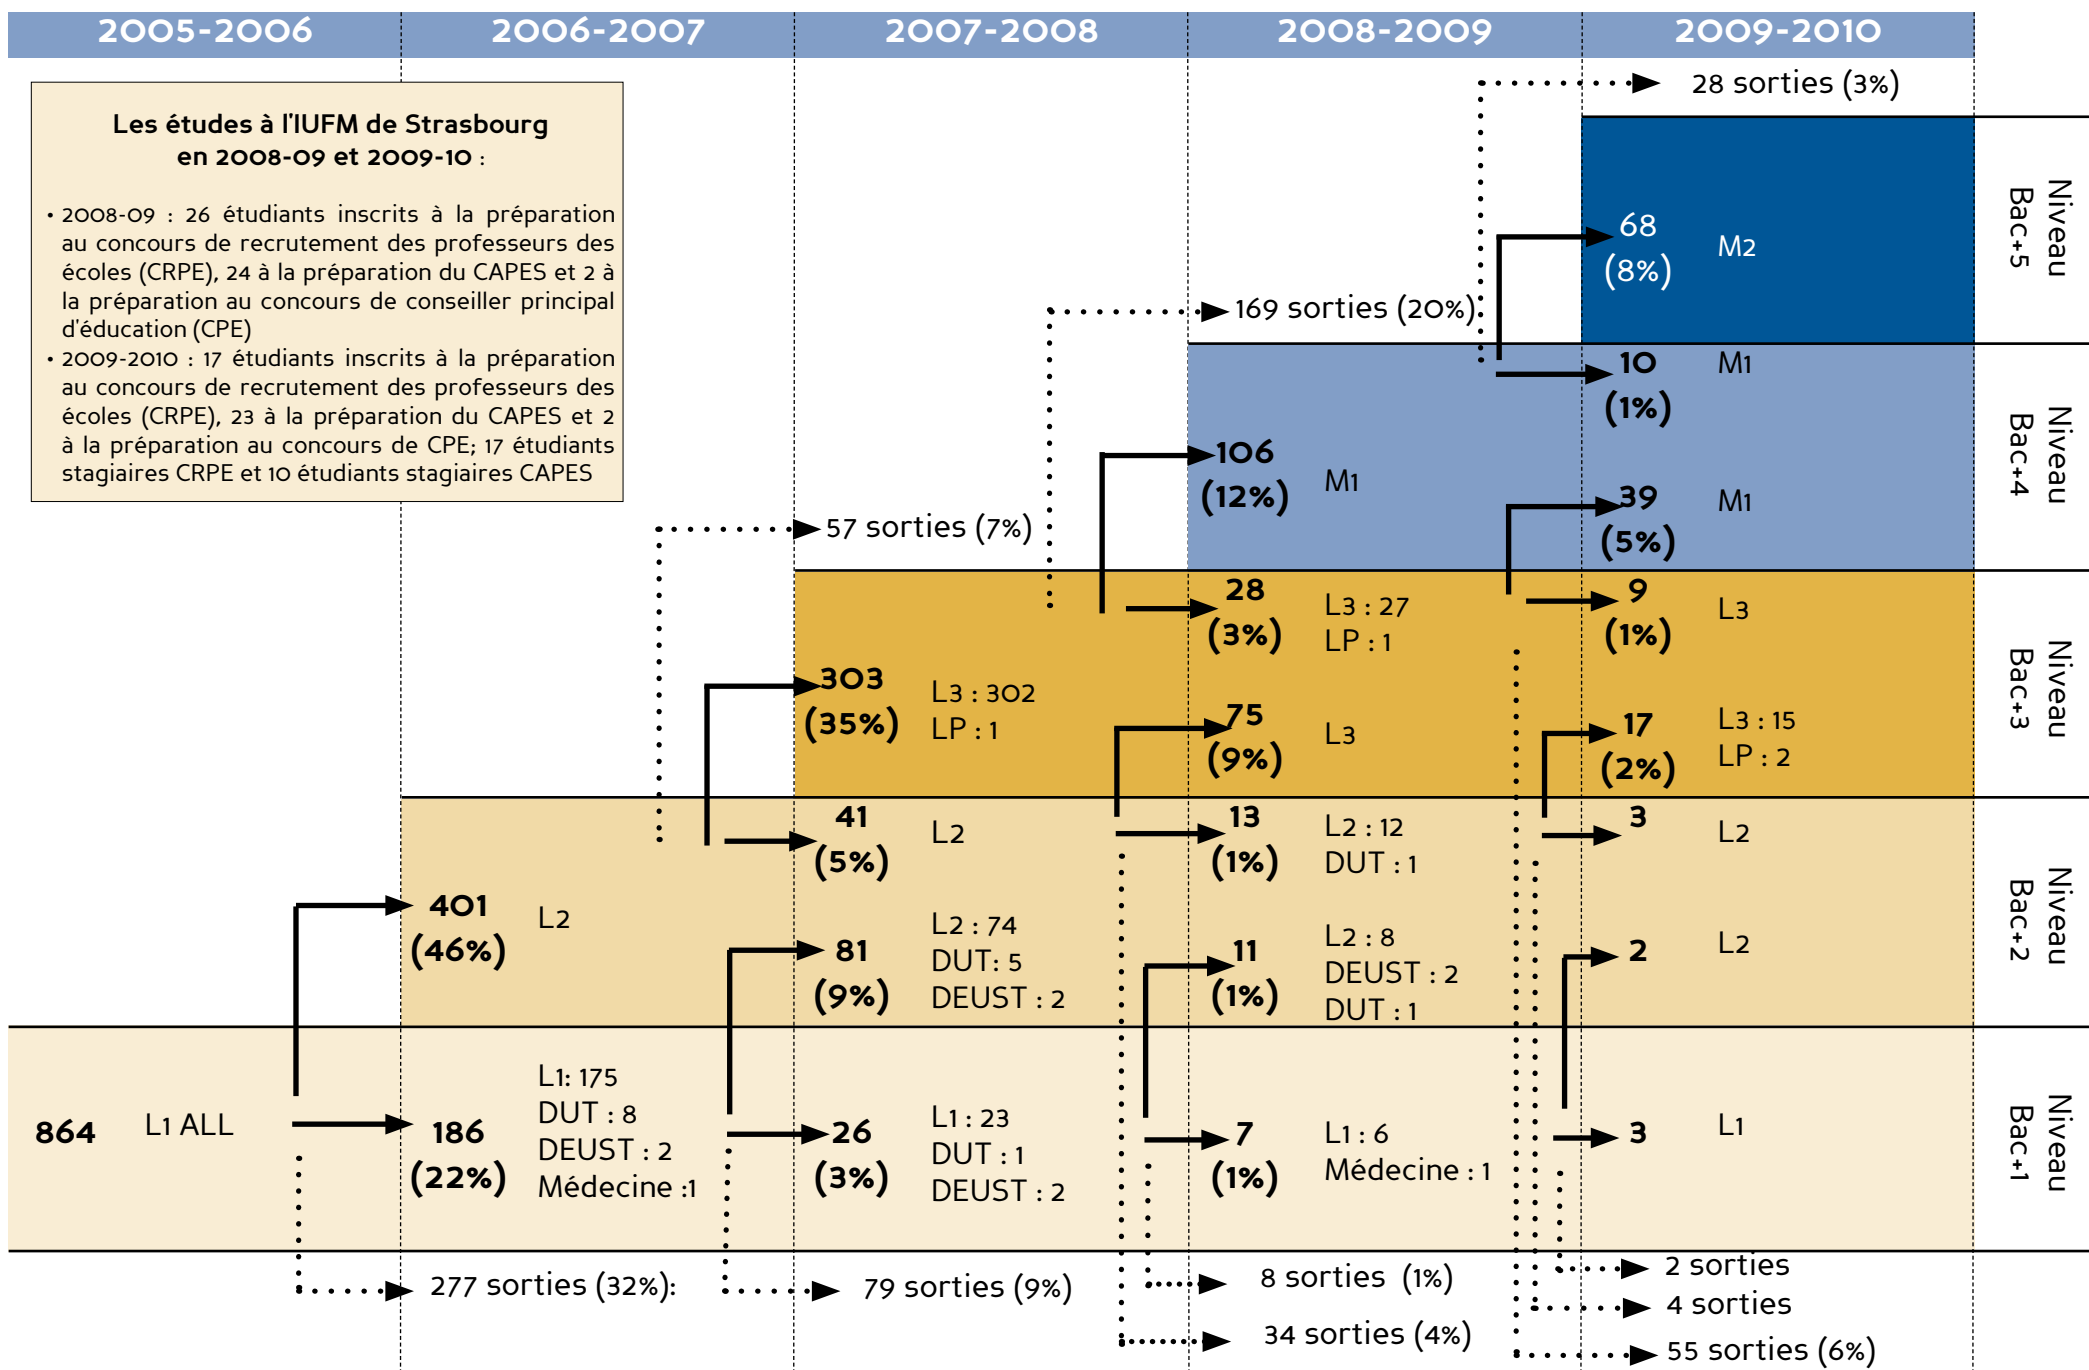 2005-2006
2006-2007
2007-2008
2008-2009
2009-2010
Les études à l'IUFM de Strasbourg
en 2008-09 et 2009-10 :
• 2008-09 : 26 étudiants inscrits à la préparation
au concours de recrutement des professeurs des
écoles (CRPE), 24 à la préparation du CAPES et 2 à
la préparation au concours de conseiller principal
d'éducation (CPE)
• 2009-2010 : 17 étudiants inscrits à la préparation
au concours de recrutement des professeurs des
écoles (CRPE), 23 à la préparation du CAPES et 2
à la préparation au concours de CPE; 17 étudiants
stagiaires CRPE et 10 étudiants stagiaires CAPES
28 sorties (3%)
68
(8%)
M2
Niveau
Bac+5
169 sorties (20%)
10
(1%)
M1
106
(12%)
M1
39
(5%)
M1
Niveau
Bac+4
57 sorties (7%)
303
(35%)
L3 : 302
LP : 1
28
(3%)
L3 : 27
LP : 1
75
(9%)
L3
9
(1%)
L3
17
(2%)
L3 : 15
LP : 2
Niveau
Bac+3
401
(46%)
L2
41
(5%)
L2
81
(9%)
L2 : 74
DUT: 5
DEUST : 2
13
(1%)
L2 : 12
DUT : 1
11
(1%)
L2 : 8
DEUST : 2
DUT : 1
3
L2
2
L2
Niveau
Bac+2
864
L1 ALL
186
(22%)
L1: 175
DUT : 8
DEUST : 2
Médecine :1
26
(3%)
L1 : 23
DUT : 1
DEUST : 2
7
(1%)
L1 : 6
Médecine : 1
3
L1
Niveau
Bac+1
277 sorties (32%):
79 sorties (9%)
8 sorties (1%)
34 sorties (4%)
2 sorties
4 sorties
55 sorties (6%)